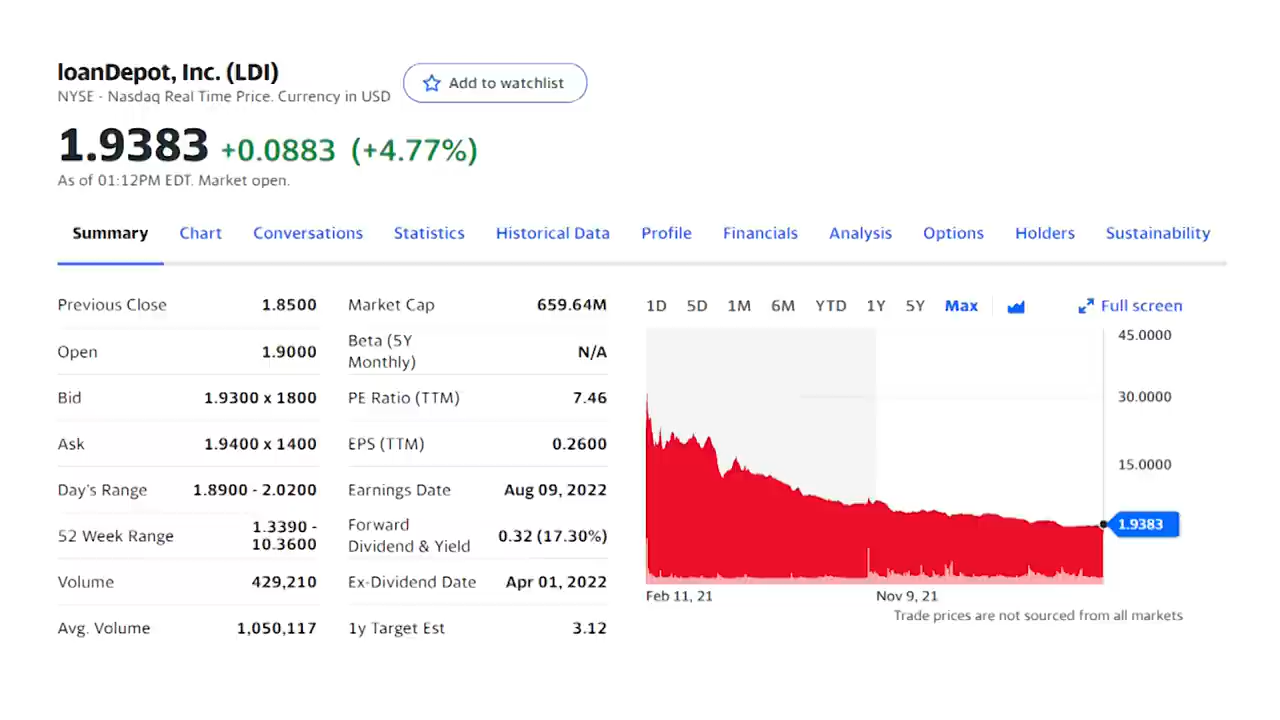 loanDepot, Inc. (LDI)
NYSE - Nasdaq Real Time Price. Currency in USD
Add to watchlist
1.9383 +0.0883 (+4.77%)
As of 01:12PM EDT. Market open.
Summary Chart Conversations Statistics Historical Data Profile Financials Analysis Options Holders Sustainability
Previous Close 1.8500
Open 1.9000
Bid 1.9300 x 1800
Ask 1.9400 x 1400
Day's Range 1.8900 - 2.0200
52 Week Range 1.3390 -
10.3600
Volume 429,210
Avg. Volume 1,050,117
Market Cap 659.64M
Beta (5Y
Monthly) N/A
PE Ratio (TTM) 7.46
EPS (TTM) 0.2600
Earnings Date Aug 09, 2022
Forward
Dividend & Yield 0.32 (17.30%)
Ex-Dividend Date Apr 01, 2022
1y Target Est 3.12
1D 5D 1M 6M YTD 1Y 5Y Max Full screen
45.0000
30.0000
15.0000
1.9383
Feb 11, 21 Nov 9, 21
Trade prices are not sourced from all markets